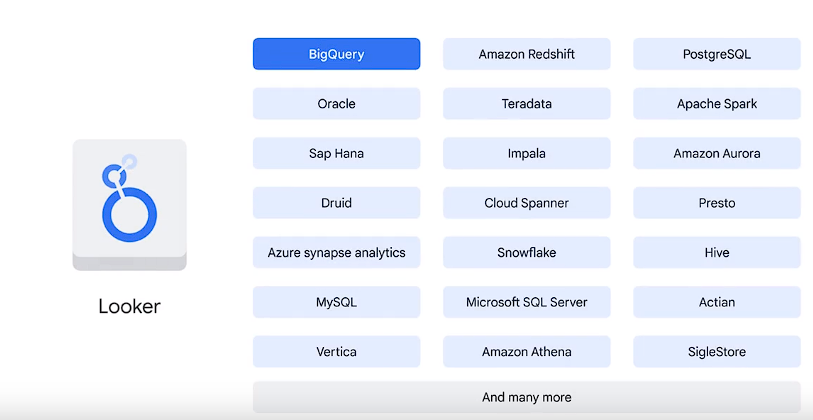 BigQuery
Amazon Redshift
PostgreSQL
Oracle
Teradata
Apache Spark
Sap Hana
Impala
Amazon Aurora
Druid
Cloud Spanner
Presto
Azure synapse analytics
Snowflake
Hive
Looker
MySQL
Microsoft SQL Server
Actian
Vertica
Amazon Athena
SigleStore
And many more